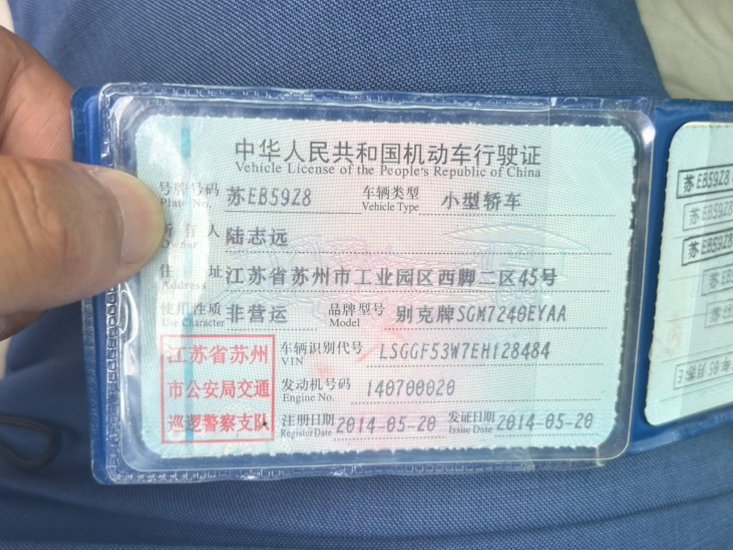 中华人民共和国机动车行驶证
Vehicle License of the People's Republic of China
号牌号码 苏EB59Z8 车辆类型 小型轿车
Plate No. Vehicle Type
所有人 陆志远
Owner
住址 江苏省苏州市工业园区西脚二区45号
Address
使用性质 非营运 品牌型号 别克牌SGM7240EYAA
Use Character Model
江苏省苏州
市公安局交通
巡逻警察支队
车辆识别代号 LSGGF53W7EH128484
VIN
发动机号码 140700020
Engine No.
注册日期 2014-05-20 发证日期 2014-05-20
Register Date Issue Date
苏EB59Z8
苏EB59Z8
苏EB59Z8